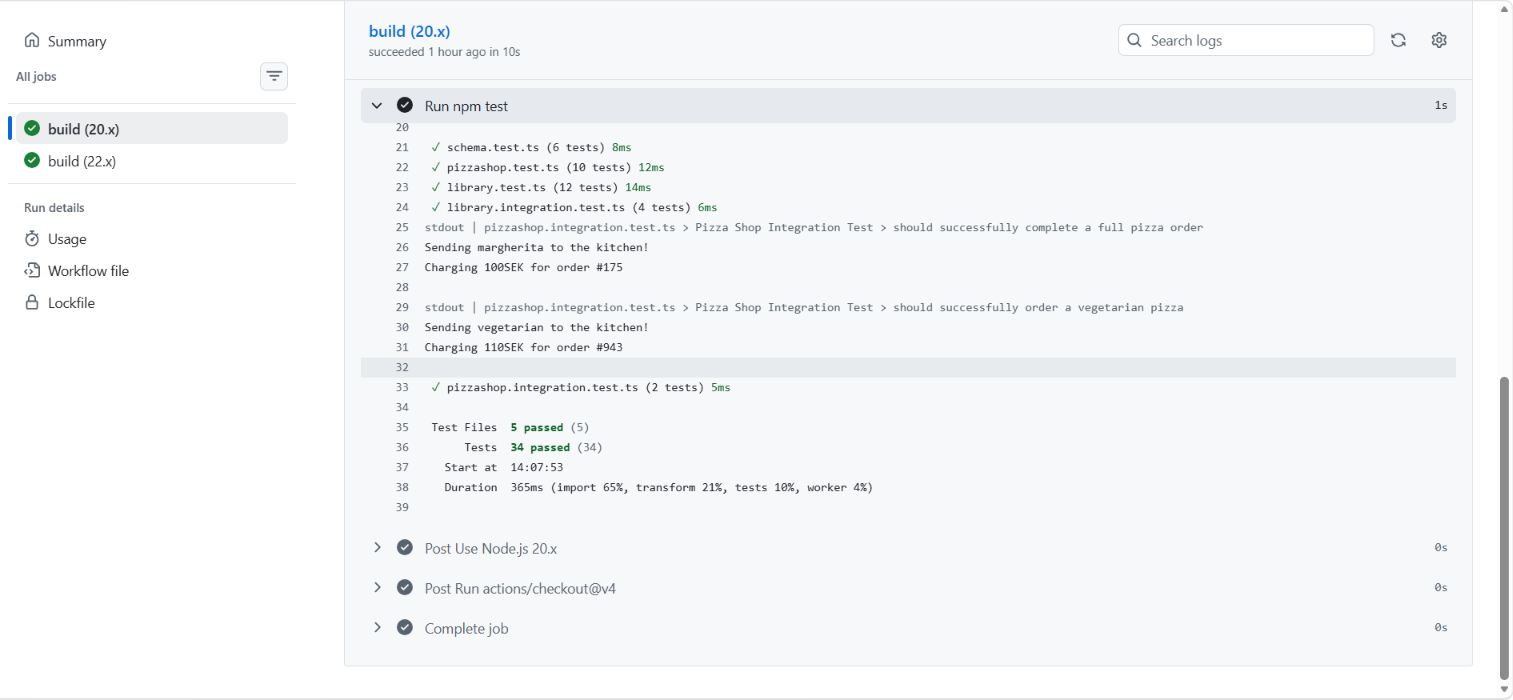 Summary
All jobs
build (20.x)
build (22.x)
Run details
Usage
Workflow file
Lockfile
build (20.x)
succeeded 1 hour ago in 10s
Search logs
Run npm test 1s
20
21 ✓ schema.test.ts (6 tests) 8ms
22 ✓ pizzashop.test.ts (10 tests) 12ms
23 ✓ library.test.ts (12 tests) 14ms
24 ✓ library.integration.test.ts (4 tests) 6ms
25 stdout | pizzashop.integration.test.ts > Pizza Shop Integration Test > should successfully complete a full pizza order
26 Sending margherita to the kitchen!
27 Charging 100SEK for order #175
28
29 stdout | pizzashop.integration.test.ts > Pizza Shop Integration Test > should successfully order a vegetarian pizza
30 Sending vegetarian to the kitchen!
31 Charging 110SEK for order #943
32
33 ✓ pizzashop.integration.test.ts (2 tests) 5ms
34
35 Test Files 5 passed (5)
36 Tests 34 passed (34)
37 Start at 14:07:53
38 Duration 365ms (import 65%, transform 21%, tests 10%, worker 4%)
39
Post Use Node.js 20.x 0s
Post Run actions/checkout@v4 0s
Complete job 0s